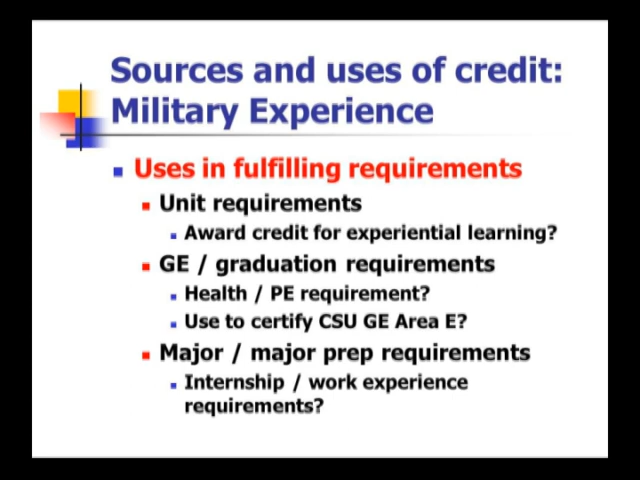 Sources and uses of credit:
Military Experience
Uses in fulfilling requirements
Unit requirements
Award credit for experiential learning?
GE / graduation requirements
Health / PE requirement?
Use to certify CSU GE Area E?
Major / major prep requirements
Internship / work experience
requirements?